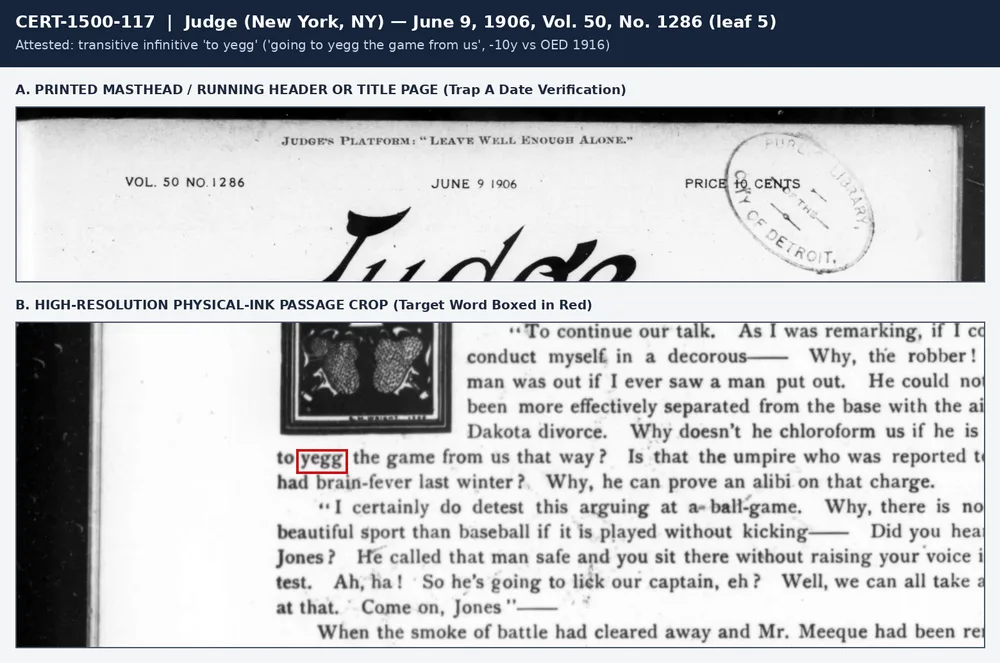 CERT-1500-117 | Judge (New York, NY) — June 9, 1906, Vol. 50, No. 1286 (leaf 5)
Attested: transitive infinitive 'to yegg' ('going to yegg the game from us', -10y vs OED 1916)
A. PRINTED MASTHEAD / RUNNING HEADER OR TITLE PAGE (Trap A Date Verification)
JUDGE'S PLATFORM: "LEAVE WELL ENOUGH ALONE."
VOL. 50 NO. 1286 JUNE 9 1906 PRICE 10 CENTS
PUBLIC LIBRARY,
OF THE
CITY OF DETROIT.
Judge
B. HIGH-RESOLUTION PHYSICAL-INK PASSAGE CROP (Target Word Boxed in Red)
"To continue our talk. As I was remarking, if I
conduct myself in a decorous—— Why, the robber!
man was out if I ever saw a man put out. He could
been more effectively separated from the base with the
Dakota divorce. Why doesn't he chloroform us if he is
to yegg the game from us that way? Is that the umpire who was reported
had brain-fever last winter? Why, he can prove an alibi on that charge.
"I certainly do detest this arguing at a ball-game. Why, there is
beautiful sport than baseball if it is played without kicking—— Did you
Jones? He called that man safe and you sit there without raising your voice
test. Ah, ha! So he's going to lick our captain, eh? Well, we can all take
at that. Come on, Jones"——
When the smoke of battle had cleared away and Mr. Meeque had been